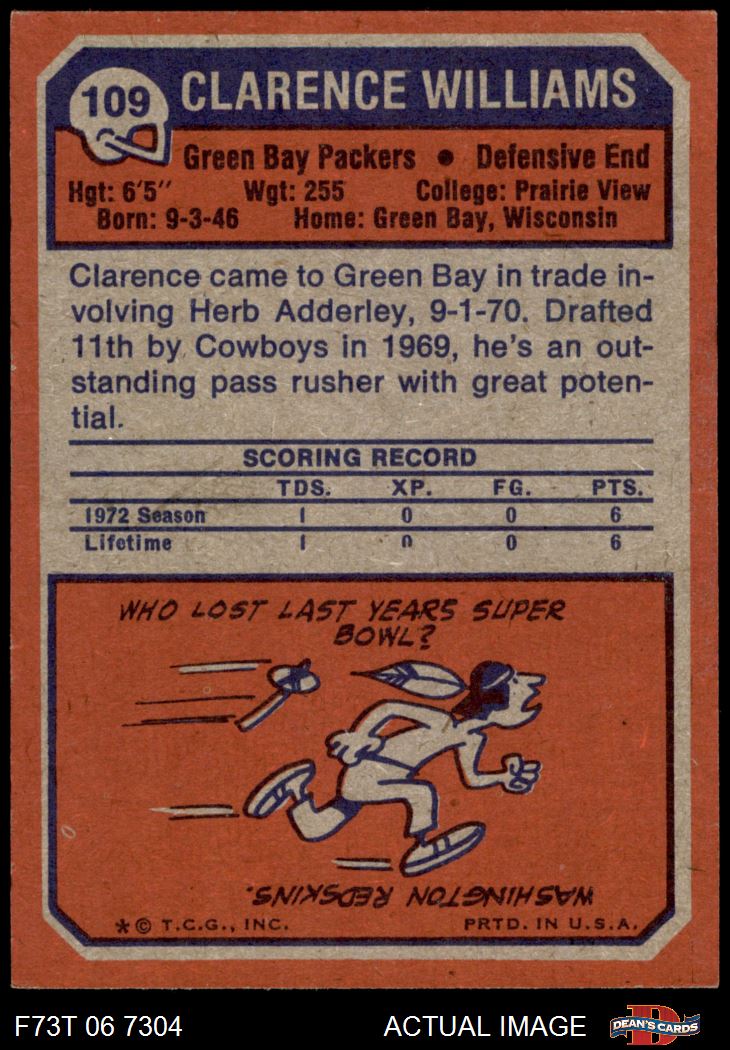 109
CLARENCE WILLIAMS
Green Bay Packers • Defensive End
Hgt: 6'5" Wgt: 255 College: Prairie View
Born: 9-3-46 Home: Green Bay, Wisconsin
Clarence came to Green Bay in trade in-
volving Herb Adderley, 9-1-70. Drafted
11th by Cowboys in 1969, he's an out-
standing pass rusher with great poten-
tial.
SCORING RECORD
TDS. XP. FG. PTS.
1972 Season 1 0 0 6
Lifetime 1 0 0 6
WHO LOST LAST YEARS SUPER
BOWL?
WASHINGTON REDSKINS.
*© T.C.G., INC. PRTD. IN U.S.A.
F73T 06 7304 ACTUAL IMAGE
D
DEAN'S CARDS